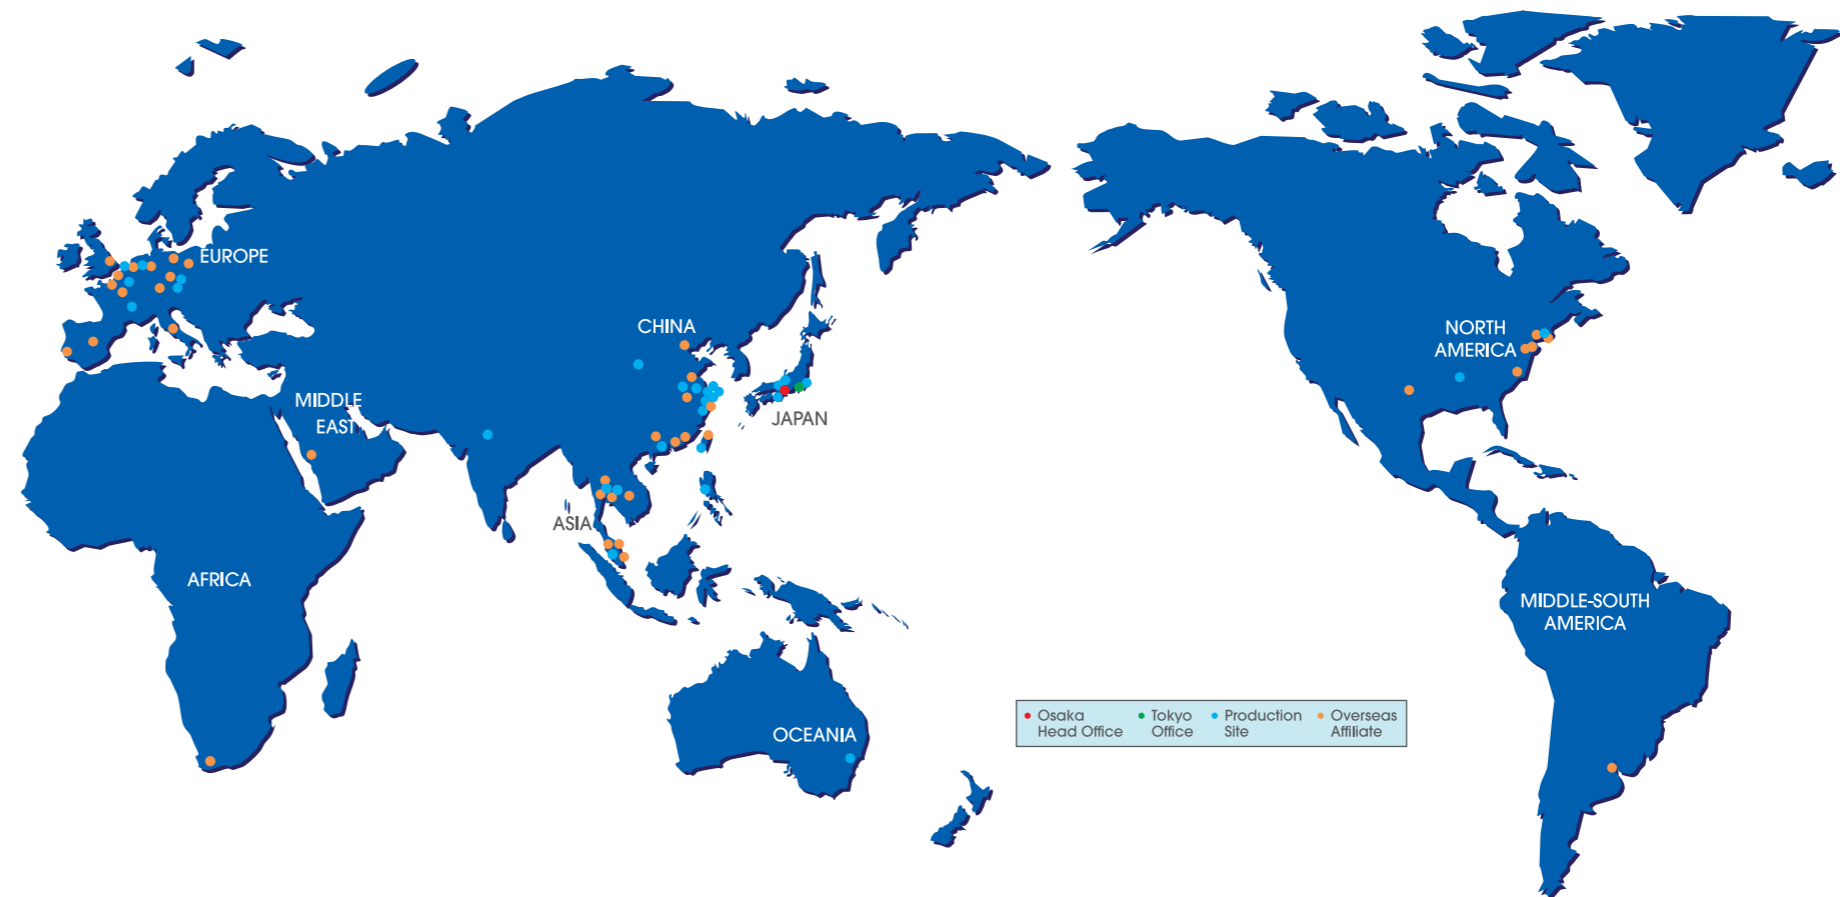 EUROPE
CHINA
NORTH
AMERICA
MIDDLE
EAST
JAPAN
ASIA
AFRICA
MIDDLE-SOUTH
AMERICA
OCEANIA
Osaka
Head Office
Tokyo
Office
Production
Site
Overseas
Affiliate